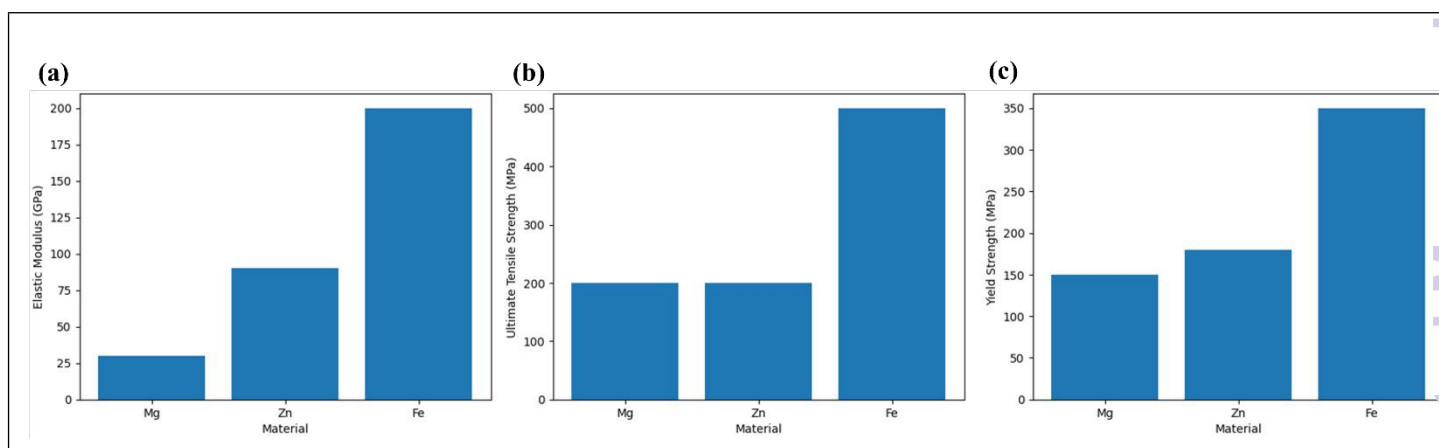 (a)
200
175
150
125
100
75
50
25
0
Elastic Modulus (GPa)
Mg Zn Fe
Material
(b)
500
400
300
200
100
0
Ultimate Tensile Strength (MPa)
Mg Zn Fe
Material
(c)
350
300
250
200
150
100
50
0
Yield Strength (MPa)
Mg Zn Fe
Material